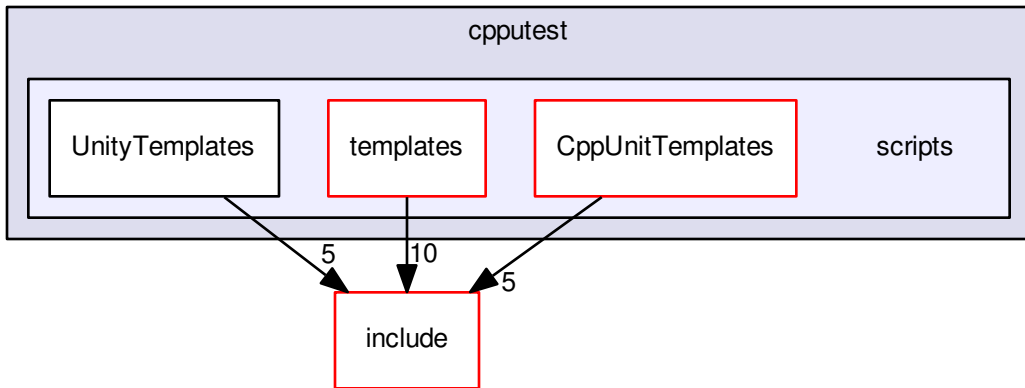 cpputest
UnityTemplates
templates
CppUnitTemplates
scripts
5
10
5
include